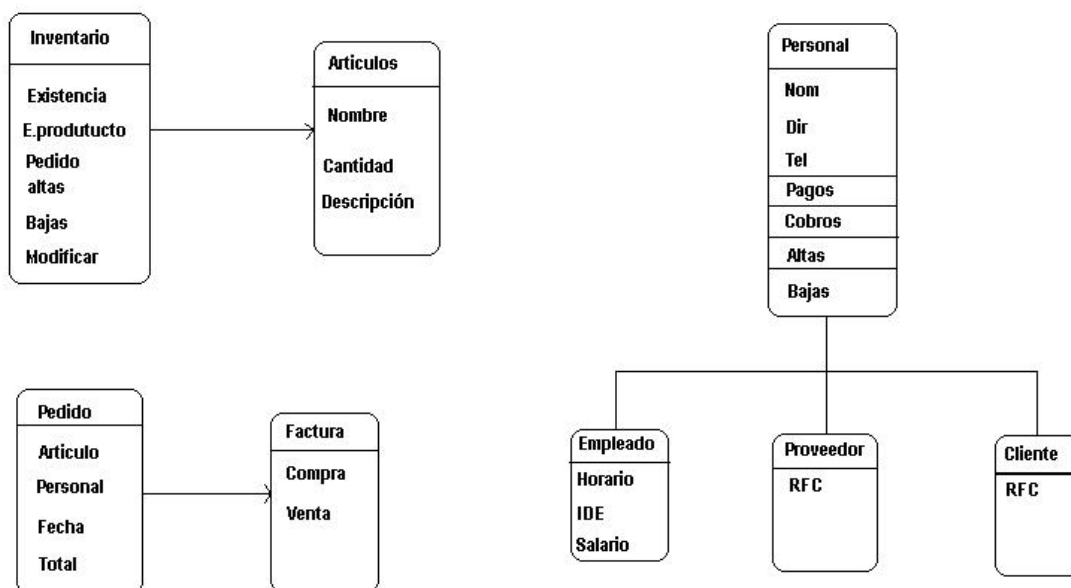 Inventario
Existencia
E.produtucto
Pedido
altas
Bajas
Modificar
Articulos
Nombre
Cantidad
Descripción
Personal
Nom
Dir
Tel
Pagos
Cobros
Altas
Bajas
Pedido
Articulo
Personal
Fecha
Total
Factura
Compra
Venta
Empleado
Horario
IDE
Salario
Proveedor
RFC
Cliente
RFC